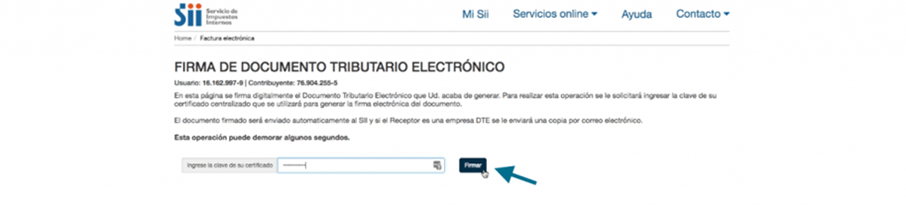 Sii Servicio de
Impuestos
Internos
Mi Sii Servicios online Ayuda Contacto
Home / Factura electrónica
FIRMA DE DOCUMENTO TRIBUTARIO ELECTRÓNICO
Usuario: 16.162.997-9 | Contribuyente: 76.904.255-5
En esta página se firma digitalmente el Documento Tributario Electrónico que Ud. acaba de generar. Para realizar esta operación se le solicitará ingresar la clave de su
certificado centralizado que se utilizará para generar la firma electrónica del documento.
El documento firmado será enviado automaticamente al SII y si el Receptor es una empresa DTE se le enviará una copia por correo electrónico.
Esta operación puede demorar algunos segundos.
Ingrese la clave de su certificado Firmar